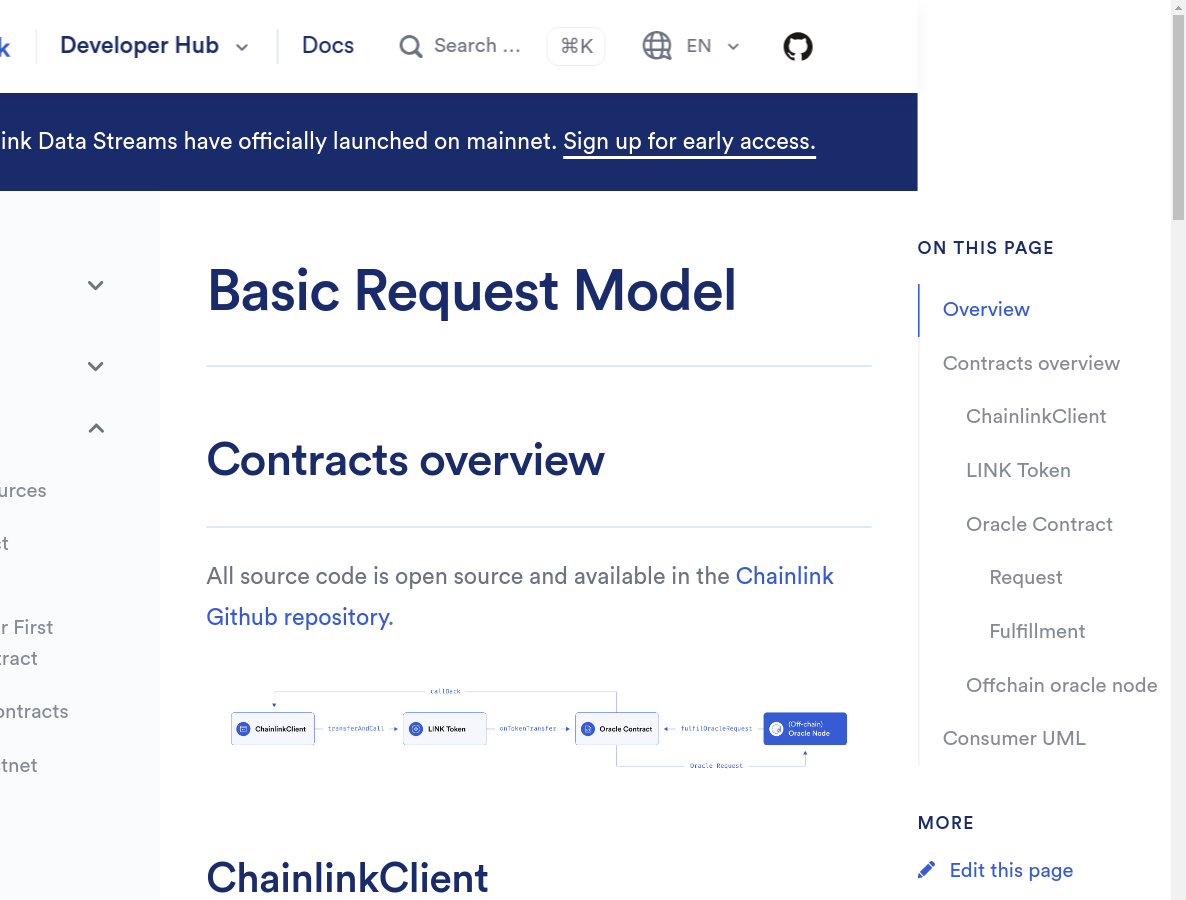 k
Developer Hub
Docs
Search ...
⌘K
EN
ink Data Streams have officially launched on mainnet. Sign up for early access.
urces
ct
r First
tract
ontracts
stnet
Basic Request Model
Contracts overview
All source code is open source and available in the Chainlink
Github repository.
callBack
ChainlinkClient
transferAndCall
LINK Token
onTokenTransfer
Oracle Contract
fulfilOracleRequest
(Off-chain)
Oracle Node
Oracle Request
ChainlinkClient
ON THIS PAGE
Overview
Contracts overview
ChainlinkClient
LINK Token
Oracle Contract
Request
Fulfillment
Offchain oracle node
Consumer UML
MORE
Edit this page